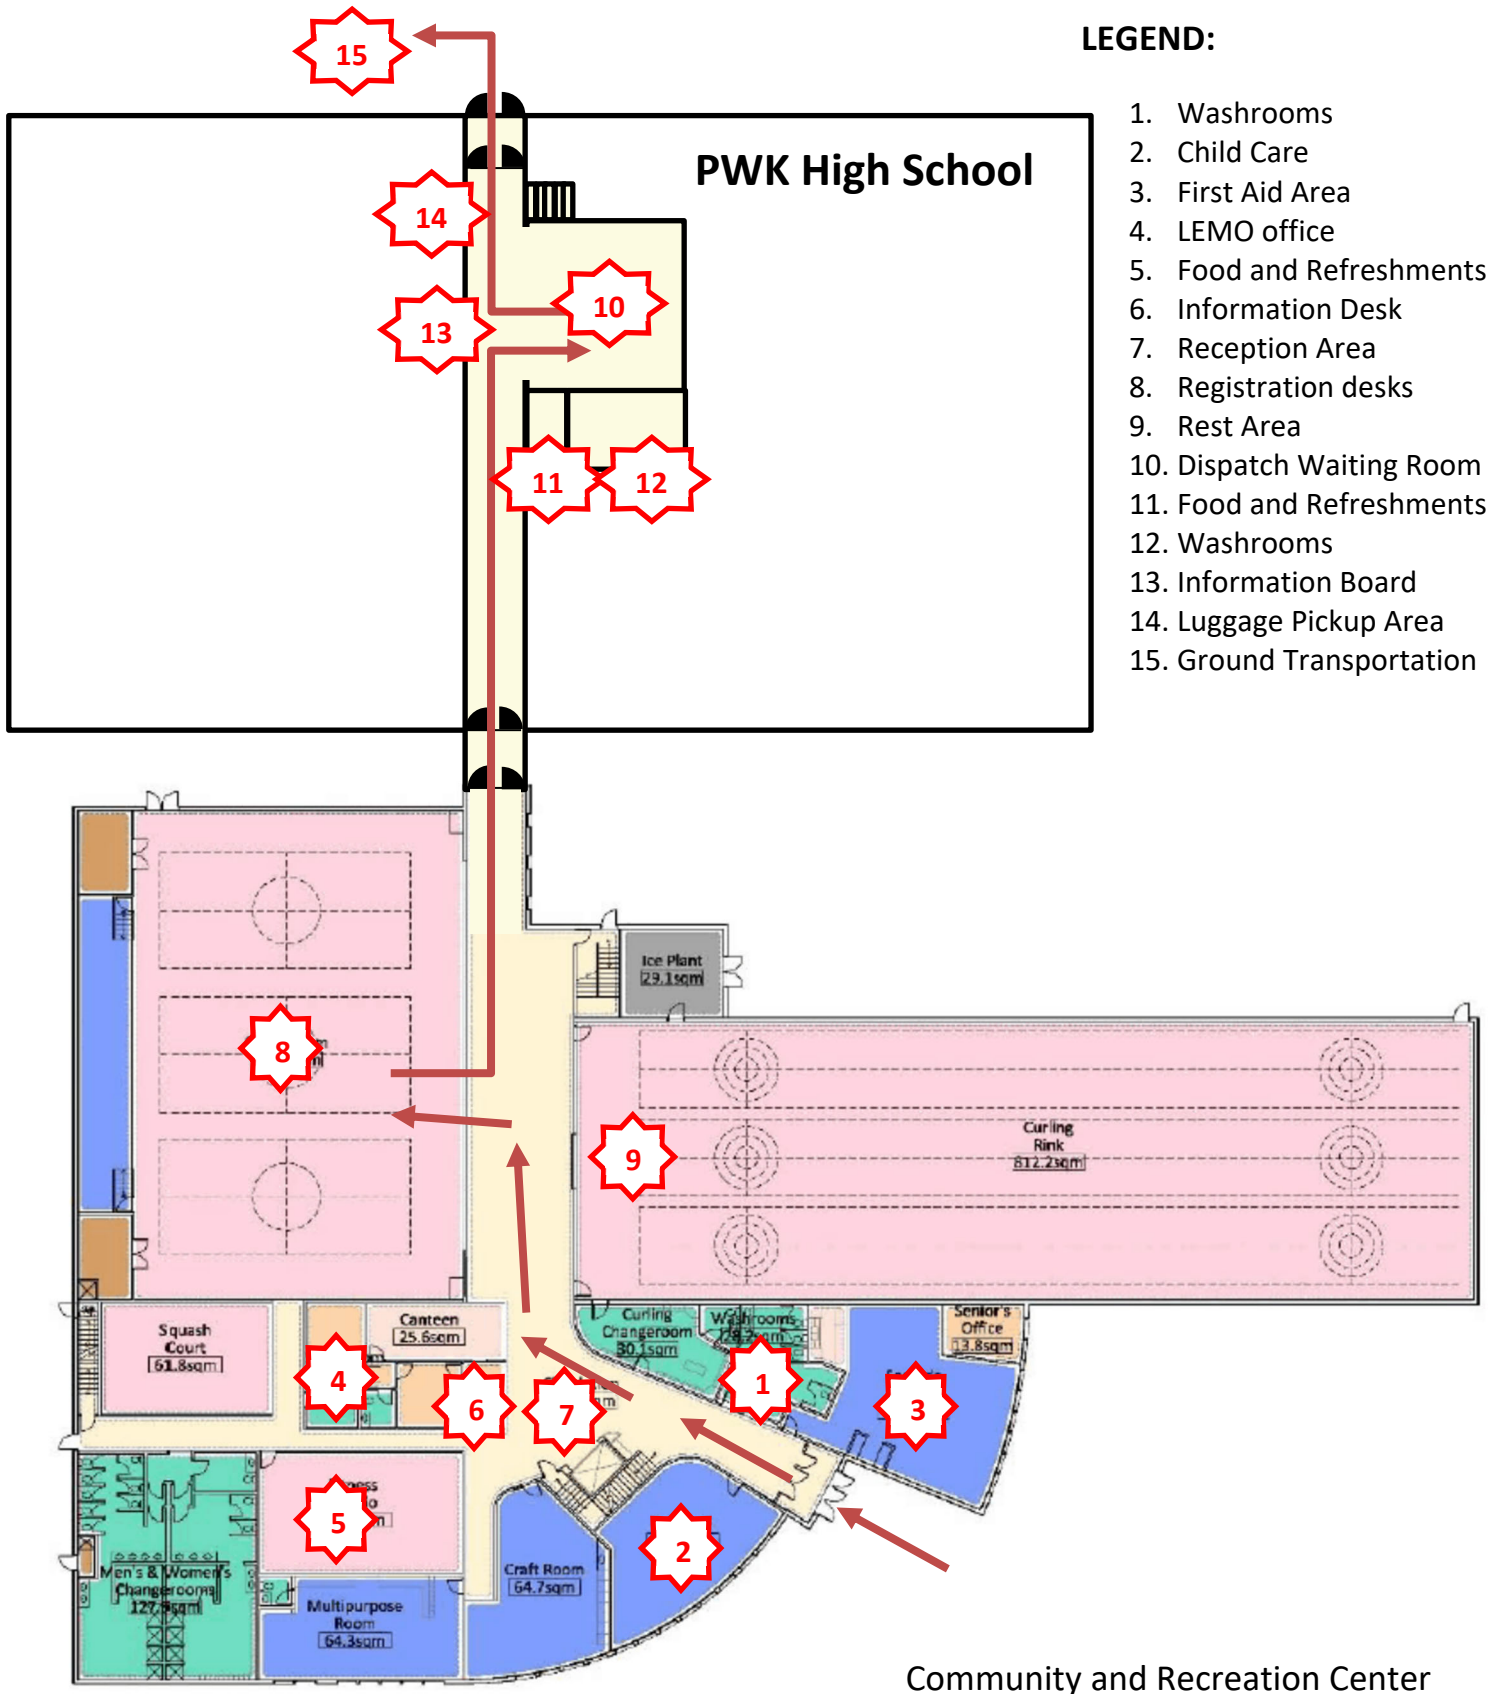 LEGEND:
1. Washrooms
2. Child Care
3. First Aid Area
4. LEMO office
5. Food and Refreshments
6. Information Desk
7. Reception Area
8. Registration desks
9. Rest Area
10. Dispatch Waiting Room
11. Food and Refreshments
12. Washrooms
13. Information Board
14. Luggage Pickup Area
15. Ground Transportation
15
PWK High School
14
10
13
11
12
Ice Plant
29.1sqm
8
9
Curling
Rink
812.2sqm
Squash
Court
61.8sqm
Canteen
25.6sqm
Curling
Changeroom
30.1sqm
Washrooms
Senior's
Office
13.8sqm
4
6
7
1
3
5
2
Men's & Women's
Changerooms
Multipurpose
Room
64.3sqm
Craft Room
64.7sqm
Community and Recreation Center